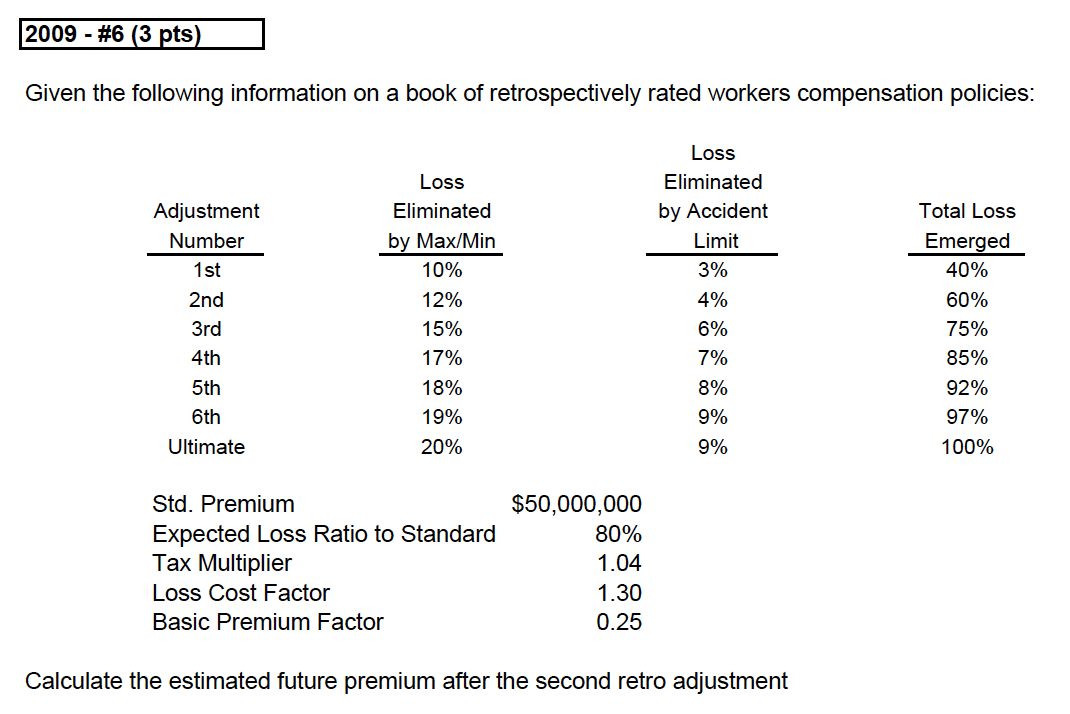 2009 - #6 (3 pts)
Given the following information on a book of retrospectively rated workers compensation policies:
Loss
Loss Eliminated
Adjustment Eliminated by Accident Total Loss
Number by Max/Min Limit Emerged
1st 10% 3% 40%
2nd 12% 4% 60%
3rd 15% 6% 75%
4th 17% 7% 85%
5th 18% 8% 92%
6th 19% 9% 97%
Ultimate 20% 9% 100%
Std. Premium $50,000,000
Expected Loss Ratio to Standard 80%
Tax Multiplier 1.04
Loss Cost Factor 1.30
Basic Premium Factor 0.25
Calculate the estimated future premium after the second retro adjustment